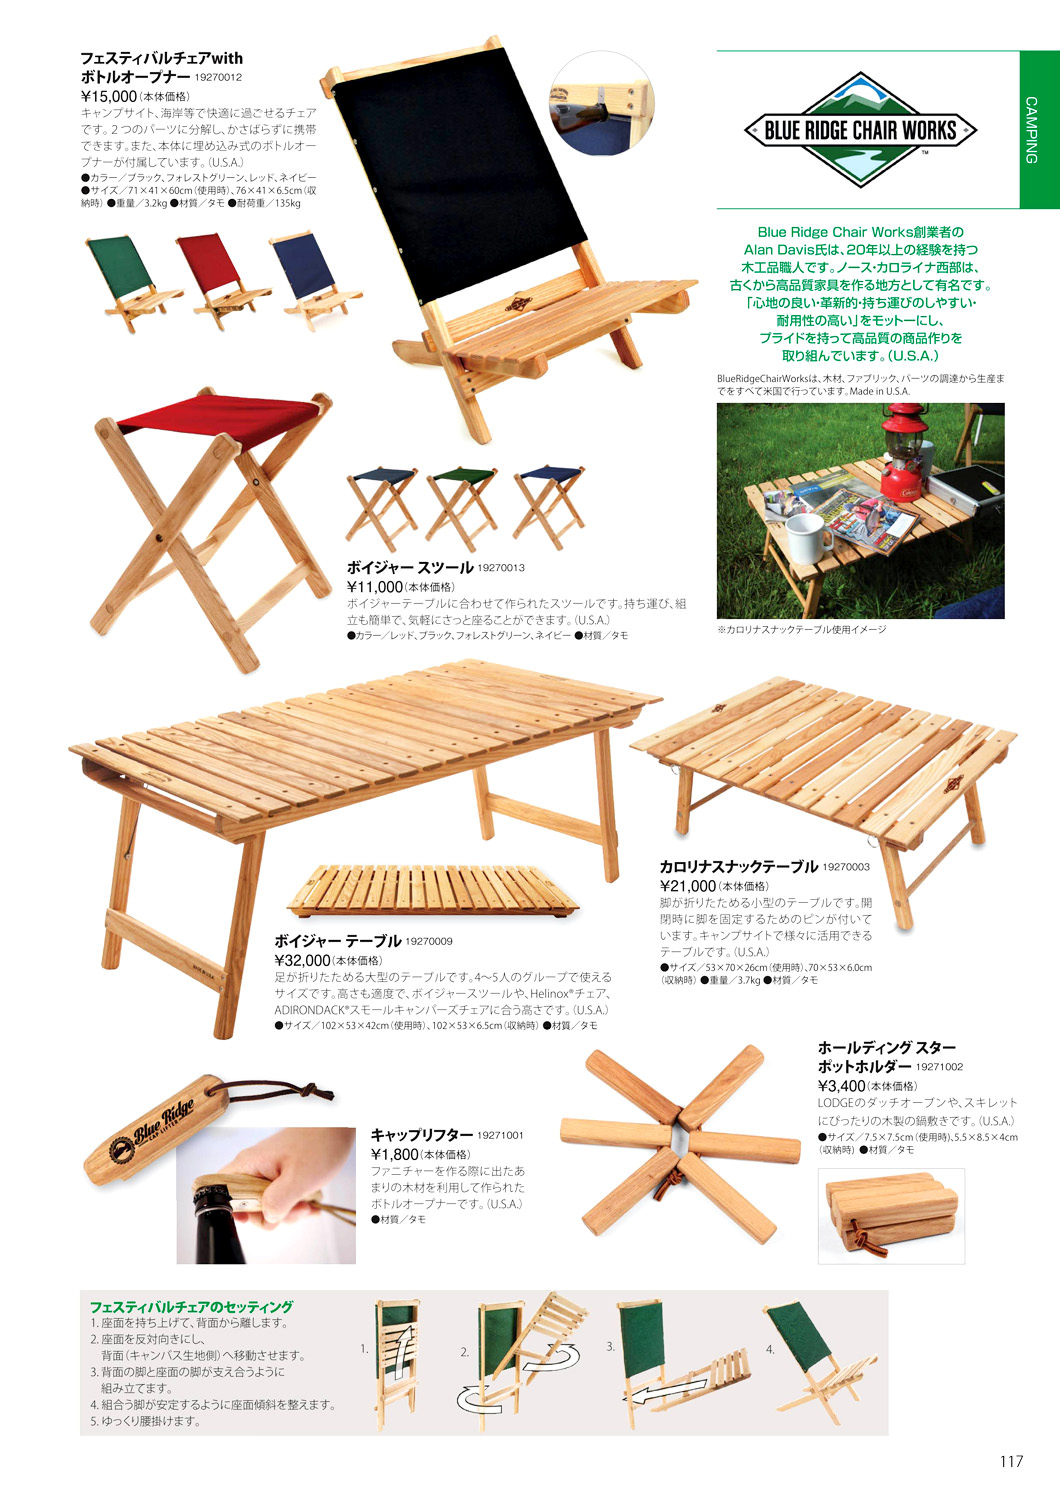 フェスティバルチェアwith
ボトルオープナー 19270012
¥15,000(本体価格)
キャンプサイト、海岸等で快適に過ごせるチェア
です。2つのパーツに分解し、かさばらずに携帯
できます。また、本体に埋め込み式のボトルオー
プナーが付属しています。(U.S.A.)
●カラー／ブラック、フォレストグリーン、レッド、ネイビー
●サイズ／71×41×60cm(使用時)、76×41×6.5cm(収
納時) ●重量／3.2kg ●材質／タモ ●耐荷重／135kg
BLUE RIDGE CHAIR WORKS
TM
CAMPING
Blue Ridge Chair Works創業者の
Alan Davis氏は、20年以上の経験を持つ
木工品職人です。ノース・カロライナ西部は、
古くから高品質家具を作る地方として有名です。
「心地の良い・革新的・持ち運びのしやすい・
耐用性の高い」をモットーにし、
プライドを持って高品質の商品作りを
取り組んでいます。(U.S.A.)
BlueRidgeChairWorksは、木材、ファブリック、パーツの調達から生産ま
でをすべて米国で行っています。Made in U.S.A.
※カロリナスナックテーブル使用イメージ
ボイジャー スツール 19270013
¥11,000(本体価格)
ボイジャーテーブルに合わせて作られたスツールです。持ち運び、組
立も簡単で、気軽にさっと座ることができます。(U.S.A.)
●カラー／レッド、ブラック、フォレストグリーン、ネイビー ●材質／タモ
カロリナスナックテーブル 19270003
¥21,000(本体価格)
脚が折りたためる小型のテーブルです。開
閉時に脚を固定するためのピンが付いて
います。キャンプサイトで様々に活用できる
テーブルです。(U.S.A.)
●サイズ／53×70×26cm(使用時)、70×53×6.0cm
(収納時) ●重量／3.7kg ●材質／タモ
ボイジャー テーブル 19270009
¥32,000(本体価格)
足が折りたためる大型のテーブルです。4〜5人のグループで使える
サイズです。高さも適度で、ボイジャースツールや、Helinox®チェア、
ADIRONDACK®スモールキャンパーズチェアに合う高さです。(U.S.A.)
●サイズ／102×53×42cm(使用時)、102×53×6.5cm(収納時) ●材質／タモ
ホールディング スター
ポットホルダー 19271002
¥3,400(本体価格)
LODGEのダッチオーブンや、スキレット
にぴったりの木製の鍋敷きです。(U.S.A.)
●サイズ／7.5×7.5cm(使用時)、5.5×8.5×4cm
(収納時) ●材質／タモ
Blue Ridge
CAP LIFTER
キャップリフター 19271001
¥1,800(本体価格)
ファニチャーを作る際に出たあ
まりの木材を利用して作られた
ボトルオープナーです。(U.S.A.)
●材質／タモ
フェスティバルチェアのセッティング
1. 座面を持ち上げて、背面から離します。
2. 座面を反対向きにし、
背面(キャンバス生地側)へ移動させます。
3. 背面の脚と座面の脚が支え合うように
組み立てます。
4. 組合う脚が安定するように座面傾斜を整えます。
5. ゆっくり腰掛けます。
1.
2.
3.
4.
117